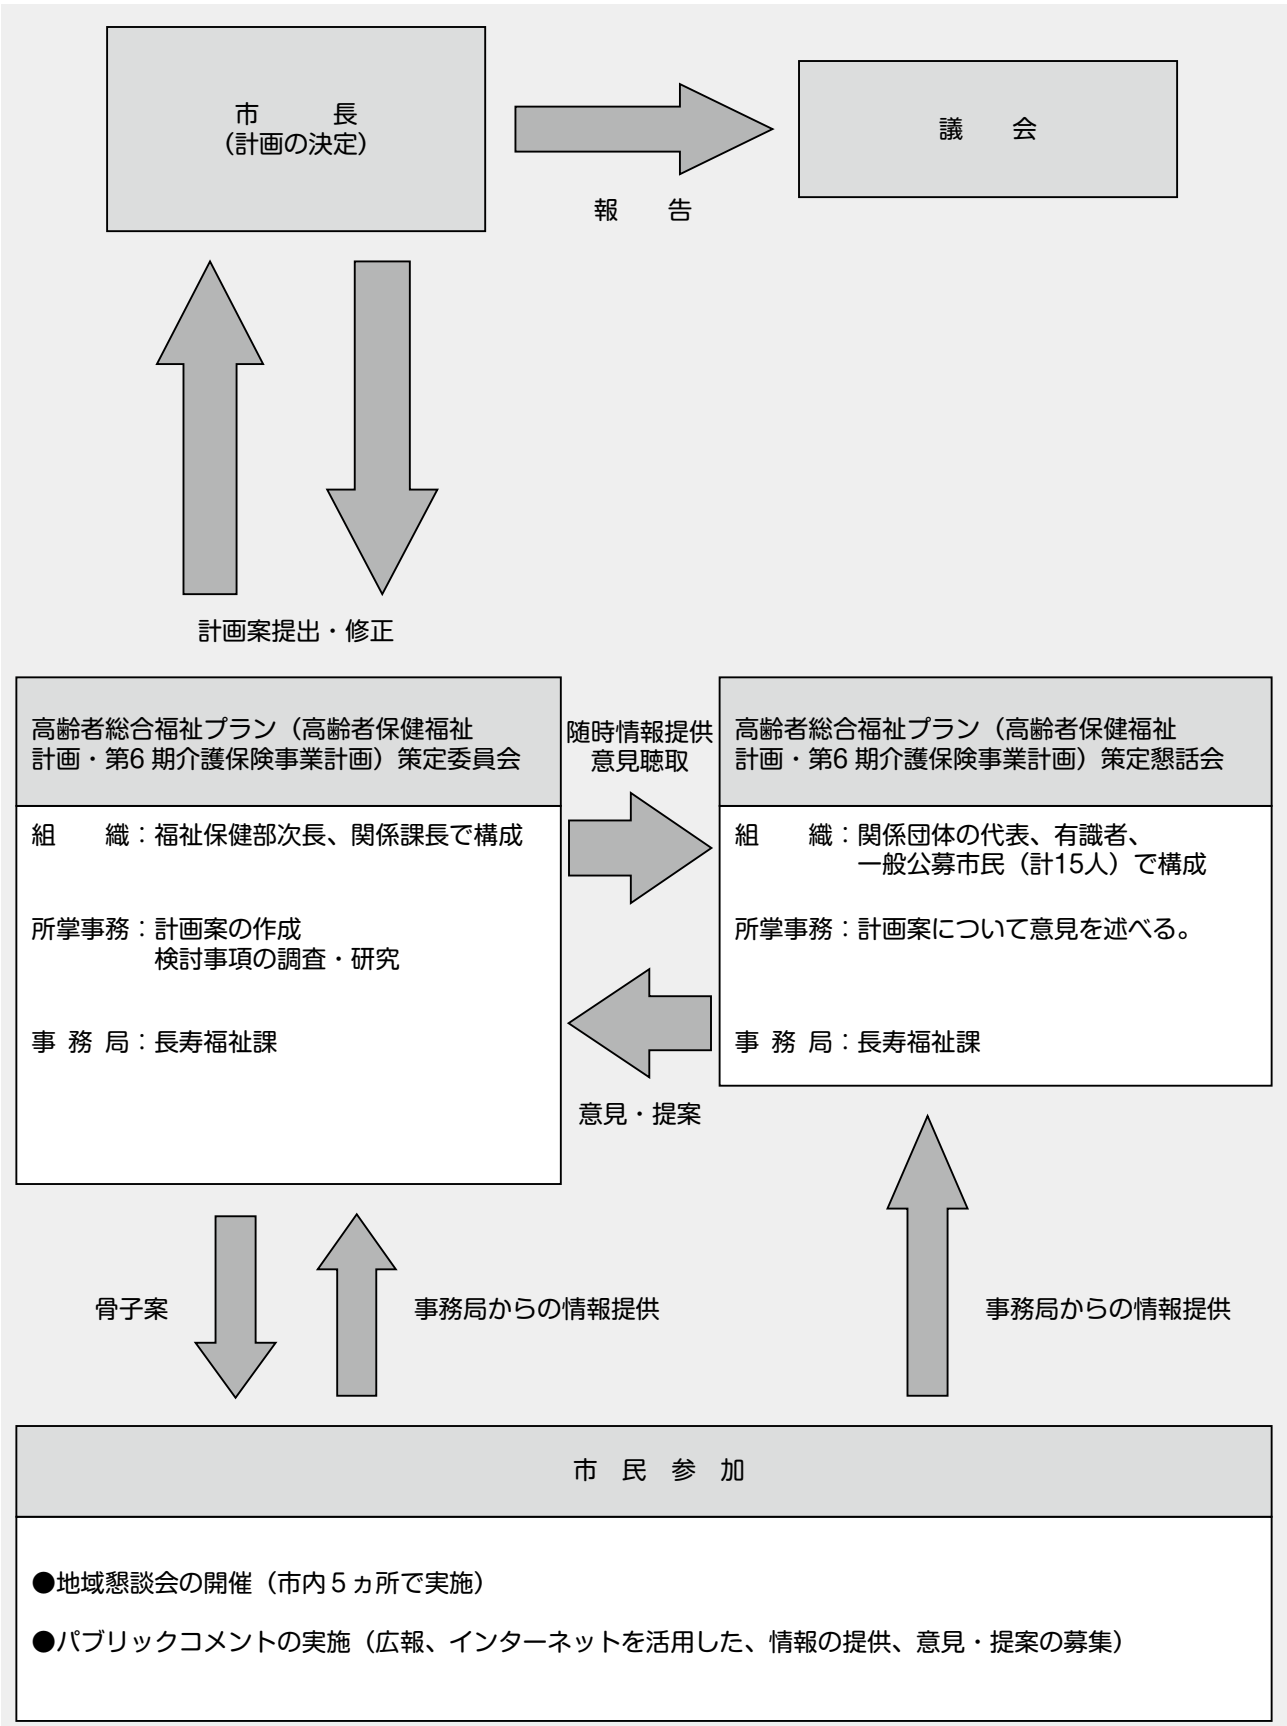 市　　　長
（計画の決定）
議　　会
報　　告
計画案提出・修正
高齢者総合福祉プラン（高齢者保健福祉
計画・第6 期介護保険事業計画）策定委員会
組　　織：福祉保健部次長、関係課長で構成
所掌事務：計画案の作成
検討事項の調査・研究
事 務 局：長寿福祉課
随時情報提供
意見聴取
意見・提案
高齢者総合福祉プラン（高齢者保健福祉
計画・第6 期介護保険事業計画）策定懇話会
組　　織：関係団体の代表、有識者、
一般公募市民（計15人）で構成
所掌事務：計画案について意見を述べる。
事 務 局：長寿福祉課
骨子案
事務局からの情報提供
事務局からの情報提供
市　民　参　加
●地域懇談会の開催（市内５ヵ所で実施）
●パブリックコメントの実施（広報、インターネットを活用した、情報の提供、意見・提案の募集）